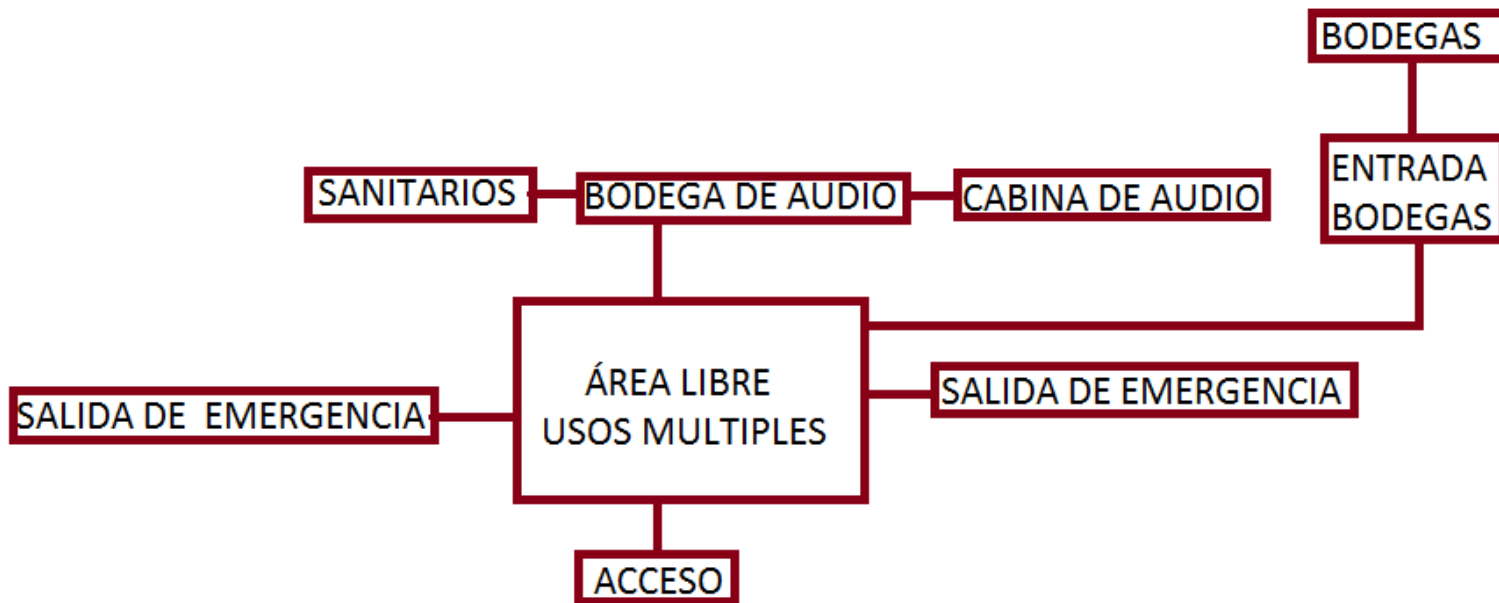 BODEGAS
ENTRADA
BODEGAS
SANITARIOS
BODEGA DE AUDIO
CABINA DE AUDIO
ÁREA LIBRE
USOS MULTIPLES
SALIDA DE EMERGENCIA
SALIDA DE EMERGENCIA
ACCESO